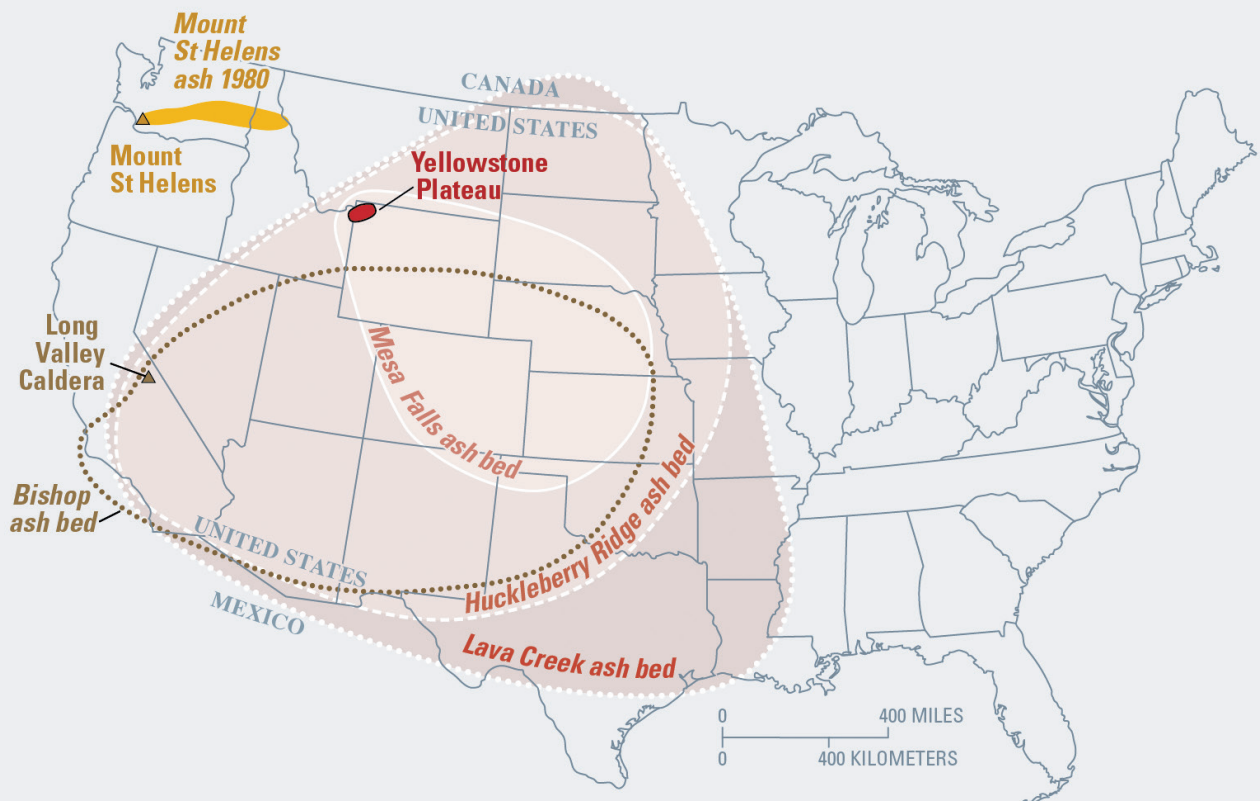 Mount
St Helens
ash 1980
CANADA
UNITED STATES
Mount
St Helens
Yellowstone
Plateau
Long
Valley
Caldera
Mesa Falls ash bed
Bishop
ash bed
UNITED STATES
MEXICO
Huckleberry Ridge ash bed
Lava Creek ash bed
0 400 MILES
0 400 KILOMETERS